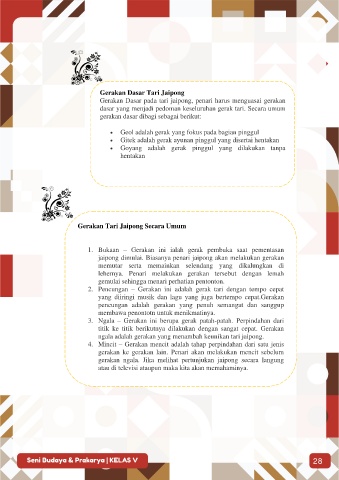 Gerakan Dasar Tari Jaipong
Gerakan Dasar pada tari jaipong, penari harus menguasai gerakan
dasar yang menjadi pedoman keseluruhan gerak tari. Secara umum
gerakan dasar dibagi sebagai berikut:
• Geol adalah gerak yang fokus pada bagian pinggul
• Gitek adalah gerak ayunan pinggul yang disertai hentakan
• Goyang adalah gerak pinggul yang dilakukan tanpa
hentakan
Gerakan Tari Jaipong Secara Umum
1. Bukaan – Gerakan ini ialah gerak pembuka saat pementasan
jaipong dimulai. Biasanya penari jaipong akan melakukan gerakan
memutar serta memainkan selendang yang dikalungkan di
lehernya. Penari melakukan gerakan tersebut dengan lemah
gemulai sehingga menari perhatian pentonton.
2. Pencungan – Gerakan ini adalah gerak tari dengan tempo cepat
yang diiringi musik dan lagu yang juga bertempo cepat.Gerakan
pencungan adalah gerakan yang penuh semangat dan sanggup
membawa penontotn untuk menikmatinya.
3. Ngala – Gerakan ini berupa gerak patah-patah. Perpindahan dari
titik ke titik berikutnya dilakukan dengan sangat cepat. Gerakan
ngala adalah gerakan yang menambah keunikan tari jaipong.
4. Mincit – Gerakan mencit adalah tahap perpindahan dari satu jenis
gerakan ke gerakan lain. Penari akan melakukan mencit sebelum
gerakan ngala. Jika melihat pertunjukan jaipong secara langung
atau di televisi ataupun maka kita akan memahaminya.
Seni Budaya & Prakarya | KELAS V
28